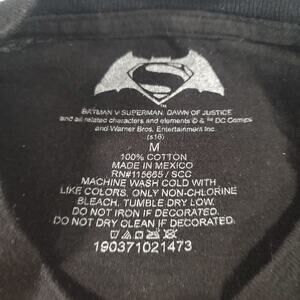 BATMAN V SUPERMAN: DAWN OF JUSTICE
and all related characters and elements © & ™ DC Comics
and Warner Bros. Entertainment Inc.
(s16)
M
100% COTTON
MADE IN MEXICO
RN#115665 / SCC
MACHINE WASH COLD WITH
LIKE COLORS. ONLY NON-CHLORINE
BLEACH. TUMBLE DRY LOW.
DO NOT IRON IF DECORATED.
DO NOT DRY CLEAN IF DECORATED.
190371021473